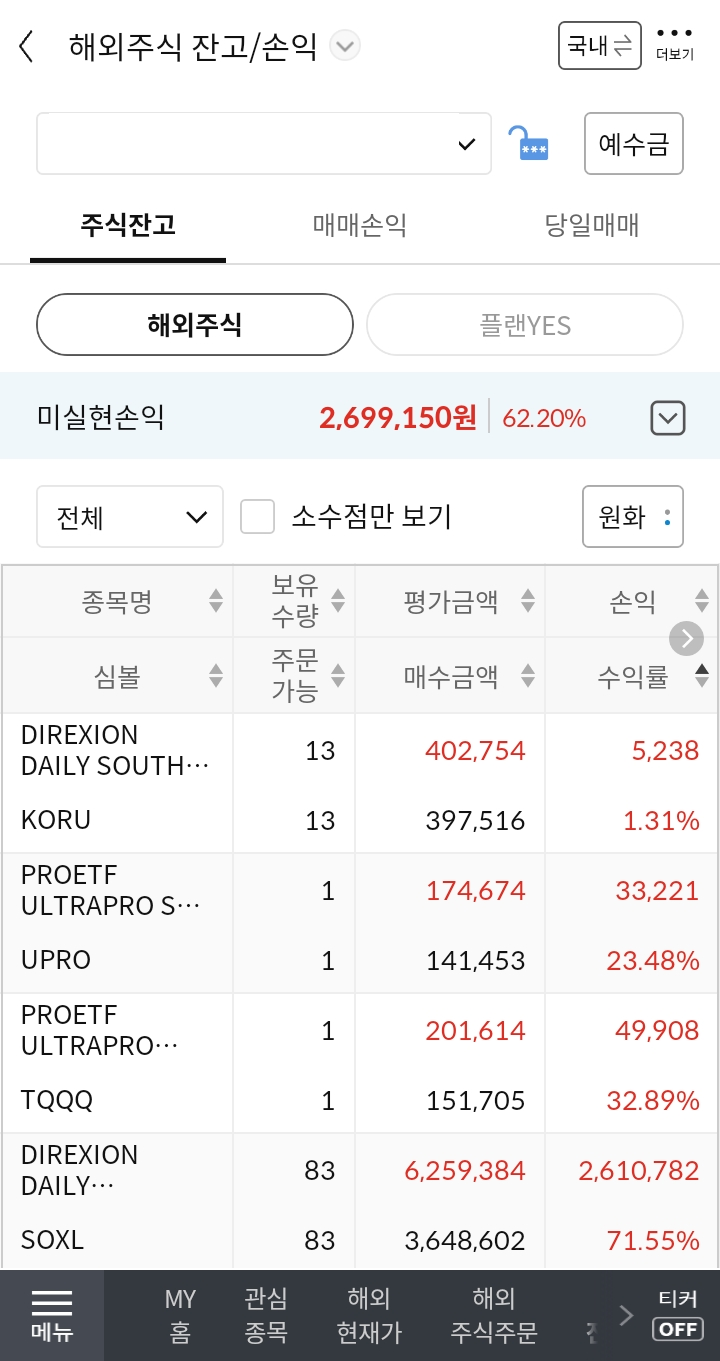 해외주식 잔고/손익
국내
더보기
***
예수금
주식잔고 매매손익 당일매매
해외주식 플랜YES
미실현손익 2,699,150원 62.20%
전체 소수점만 보기 원화
종목명 보유 수량 평가금액 손익
심볼 주문 가능 매수금액 수익률
DIREXION
DAILY SOUTH··· 13 402,754 5,238
KORU 13 397,516 1.31%
PROETF
ULTRAPRO S··· 1 174,674 33,221
UPRO 1 141,453 23.48%
PROETF
ULTRAPRO··· 1 201,614 49,908
TQQQ 1 151,705 32.89%
DIREXION
DAILY··· 83 6,259,384 2,610,782
SOXL 83 3,648,602 71.55%
메뉴
MY
홈
관심
종목
해외
현재가
해외
주식주문
티커
OFF